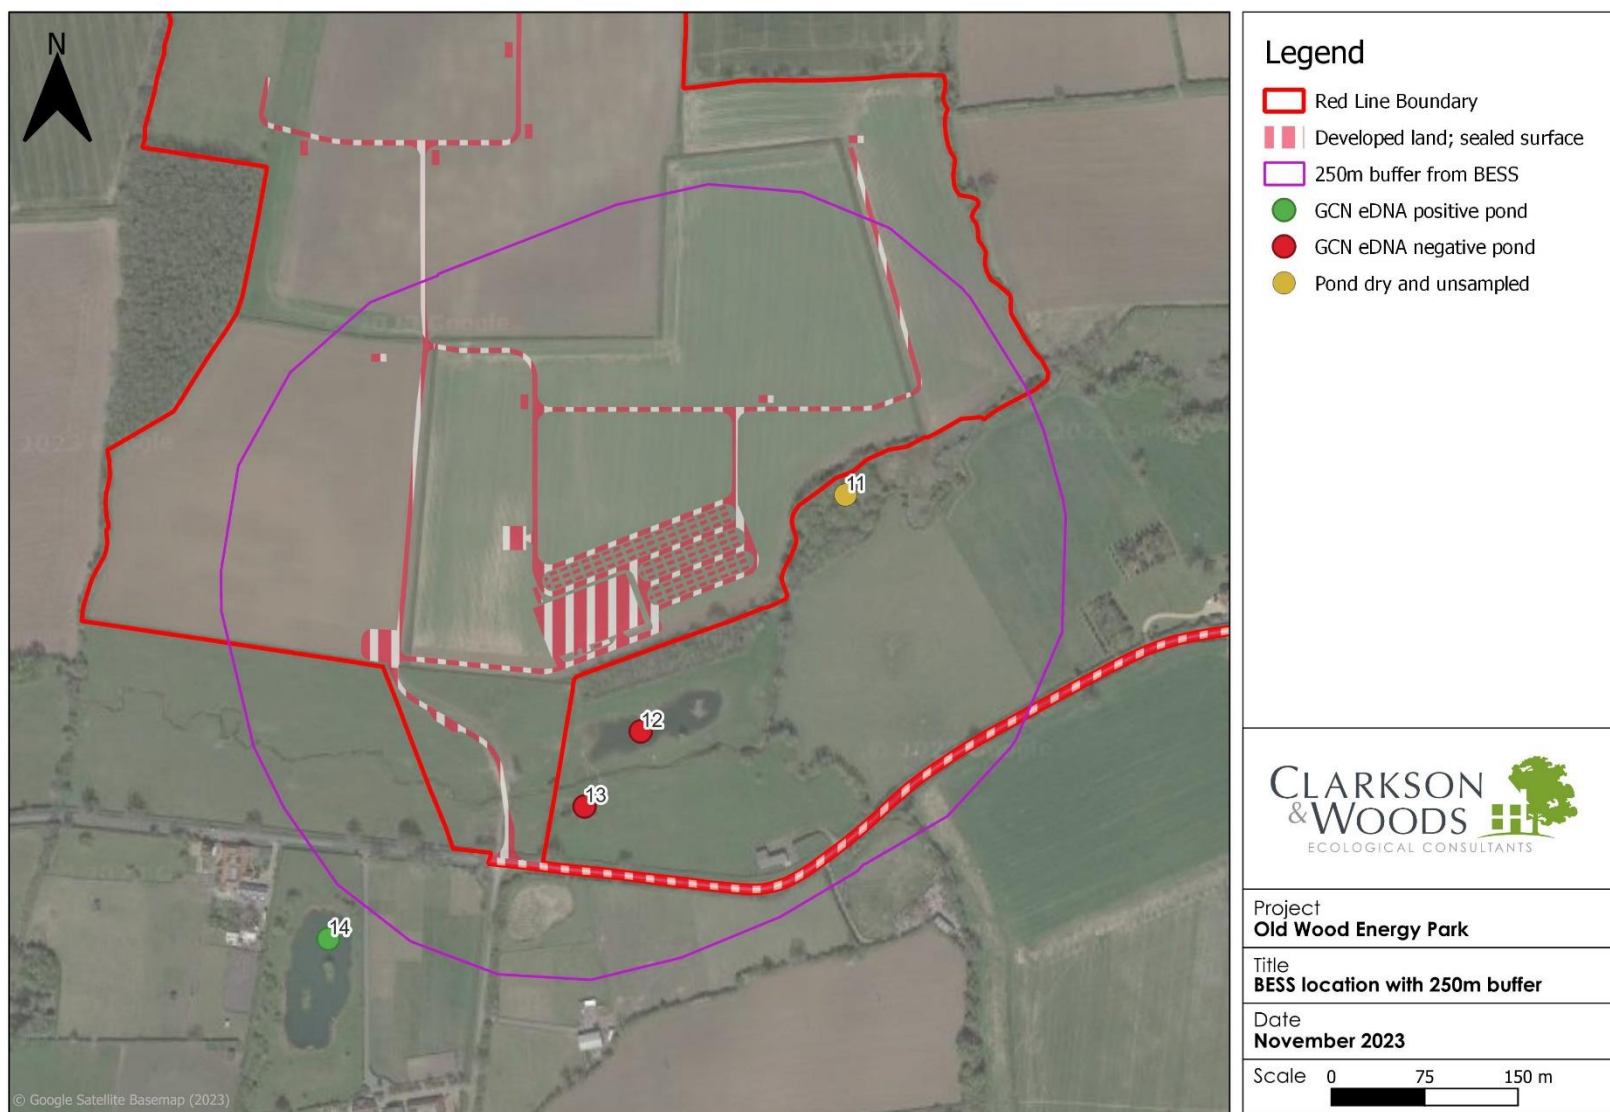 N
11
12
13
14
© Google Satellite Basemap (2023)
Legend
Red Line Boundary
Developed land; sealed surface
250m buffer from BESS
GCN eDNA positive pond
GCN eDNA negative pond
Pond dry and unsampled
CLARKSON
& WOODS
ECOLOGICAL CONSULTANTS
Project
Old Wood Energy Park
Title
BESS location with 250m buffer
Date
November 2023
Scale 0 75 150 m